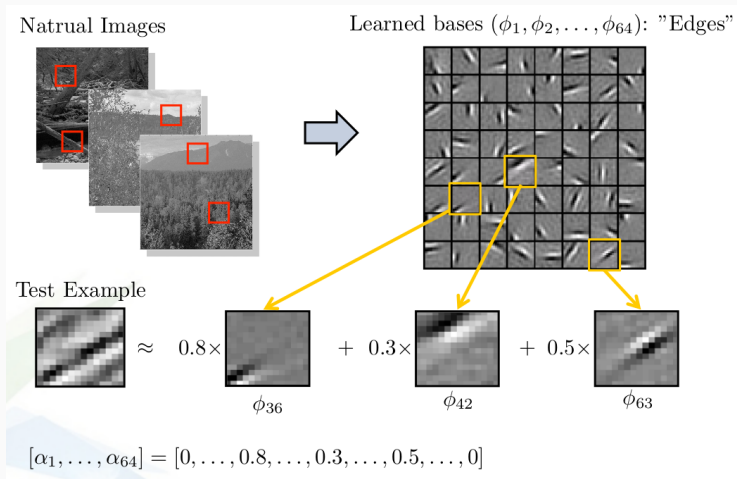 Natrual Images
Learned bases (ϕ₁, ϕ₂, . . . , ϕ₆₄): "Edges"
Test Example
≈ 0.8× + 0.3× + 0.5×
ϕ₃₆ ϕ₄₂ ϕ₆₃
[α₁, . . . , α₆₄] = [0, . . . , 0.8, . . . , 0.3, . . . , 0.5, . . . , 0]